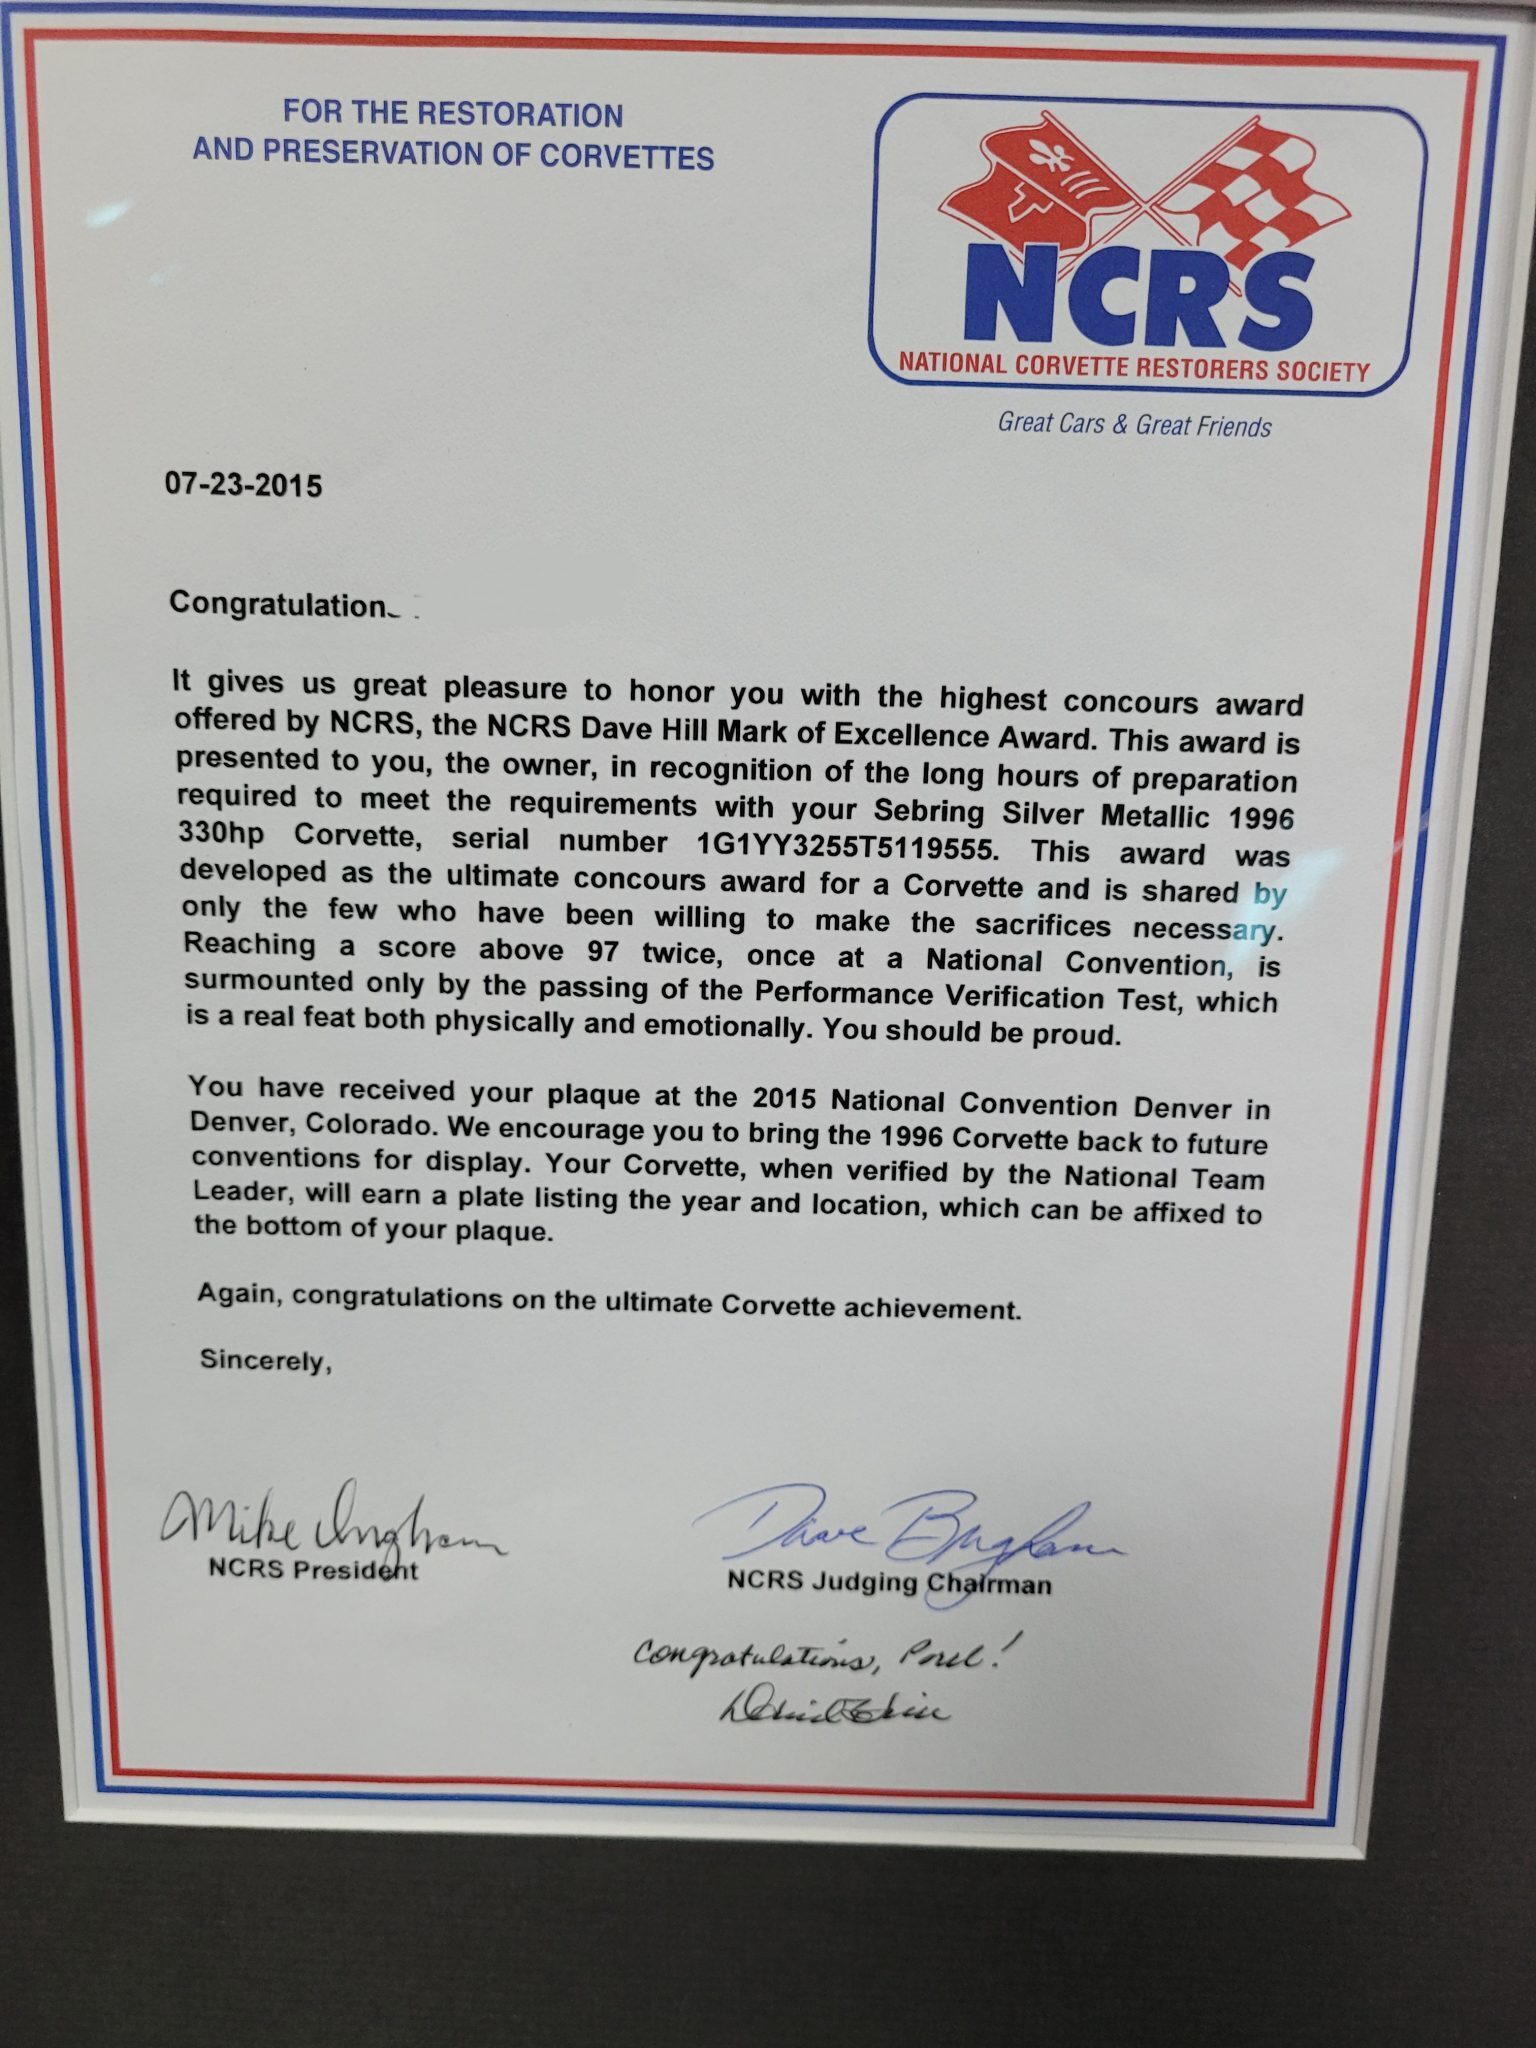 FOR THE RESTORATION
AND PRESERVATION OF CORVETTES
NCRS
NATIONAL CORVETTE RESTORERS SOCIETY
Great Cars & Great Friends
07-23-2015
Congratulation
It gives us great pleasure to honor you with the highest concours award
offered by NCRS, the NCRS Dave Hill Mark of Excellence Award. This award is
presented to you, the owner, in recognition of the long hours of preparation
required to meet the requirements with your Sebring Silver Metallic 1996
330hp Corvette, serial number 1G1YY3255T5119555. This award was
developed as the ultimate concours award for a Corvette and is shared by
only the few who have been willing to make the sacrifices necessary.
Reaching a score above 97 twice, once at a National Convention, is
surmounted only by the passing of the Performance Verification Test, which
is a real feat both physically and emotionally. You should be proud.
You have received your plaque at the 2015 National Convention Denver in
Denver, Colorado. We encourage you to bring the 1996 Corvette back to future
conventions for display. Your Corvette, when verified by the National Team
Leader, will earn a plate listing the year and location, which can be affixed to
the bottom of your plaque.
Again, congratulations on the ultimate Corvette achievement.
Sincerely,
Mike Ingham
NCRS President
Dave Brigham
NCRS Judging Chairman
Congratulations,